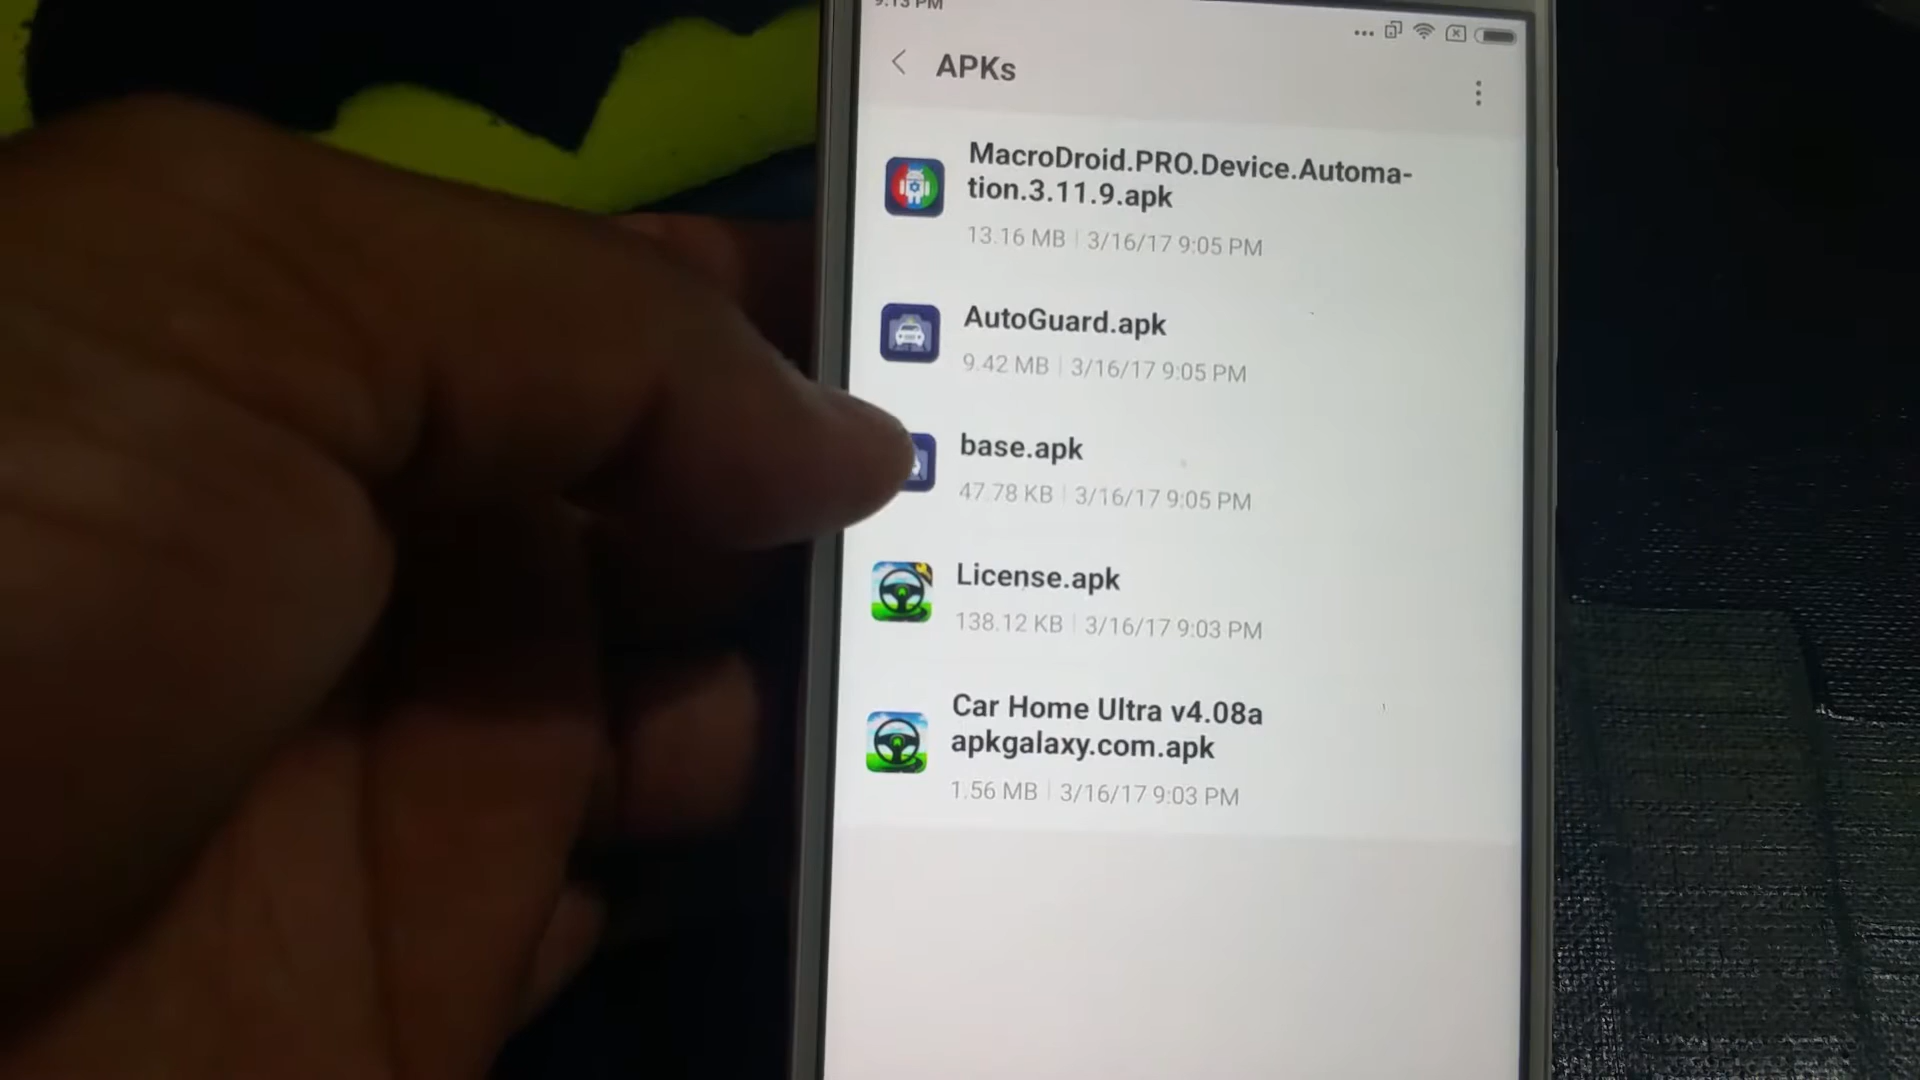 9:13 PM
APKs
MacroDroid.PRO.Device.Automa-
tion.3.11.9.apk
13.16 MB | 3/16/17 9:05 PM
AutoGuard.apk
9.42 MB | 3/16/17 9:05 PM
base.apk
47.78 KB | 3/16/17 9:05 PM
License.apk
138.12 KB | 3/16/17 9:03 PM
Car Home Ultra v4.08a
apkgalaxy.com.apk
1.56 MB | 3/16/17 9:03 PM